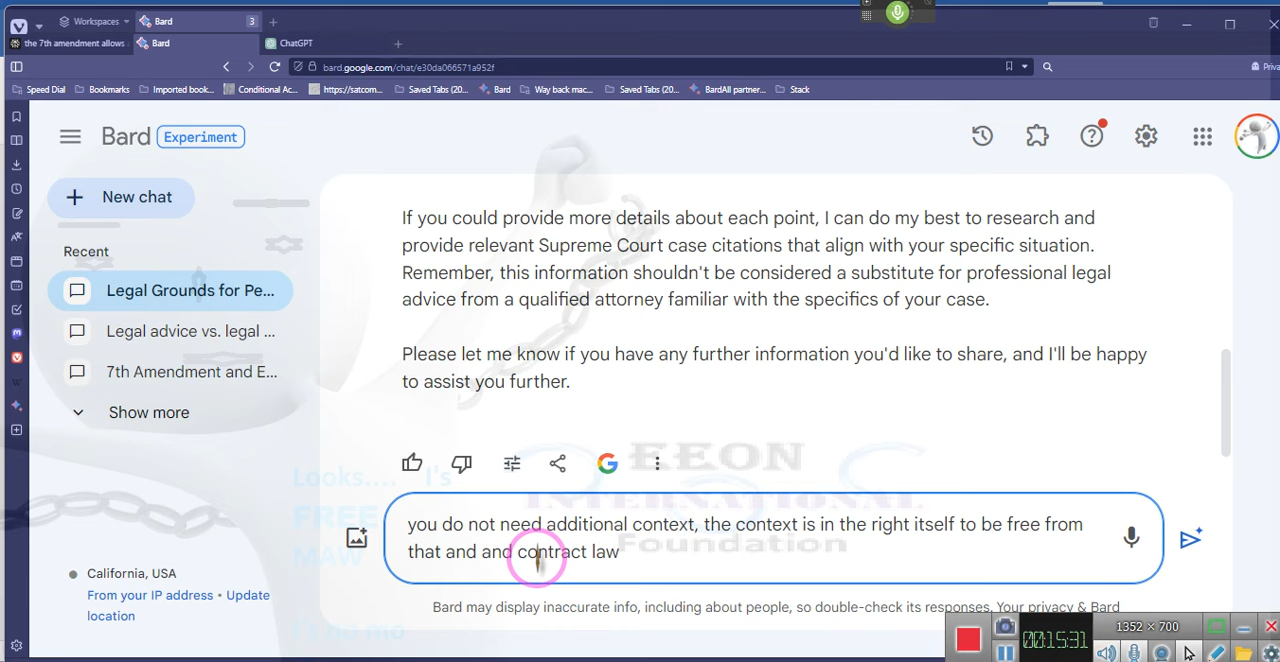 Workspaces
Bard
3
the 7th amendment allows
Bard
ChatGPT
bard.google.com/chat/e30da066571a952f
Priva
Speed Dial
Bookmarks
Imported book...
Conditional Ac...
https://satcom...
Saved Tabs (20...
Bard
Way back mac...
Saved Tabs (20...
BardAll partner...
Stack
Bard
Experiment
New chat
Recent
Legal Grounds for Pe...
Legal advice vs. legal ...
7th Amendment and E...
Show more
If you could provide more details about each point, I can do my best to research and
provide relevant Supreme Court case citations that align with your specific situation.
Remember, this information shouldn't be considered a substitute for professional legal
advice from a qualified attorney familiar with the specifics of your case.
Please let me know if you have any further information you'd like to share, and I'll be happy
to assist you further.
EEON
INTERNATIONAL
Foundation
Looks.... I's
FREE
MAW
I's no mo
you do not need additional context, the context is in the right itself to be free from
that and and contract law
California, USA
From your IP address • Update
location
Bard may display inaccurate info, including about people, so double-check its responses. Your privacy & Bard
1352 × 700
00:15:31